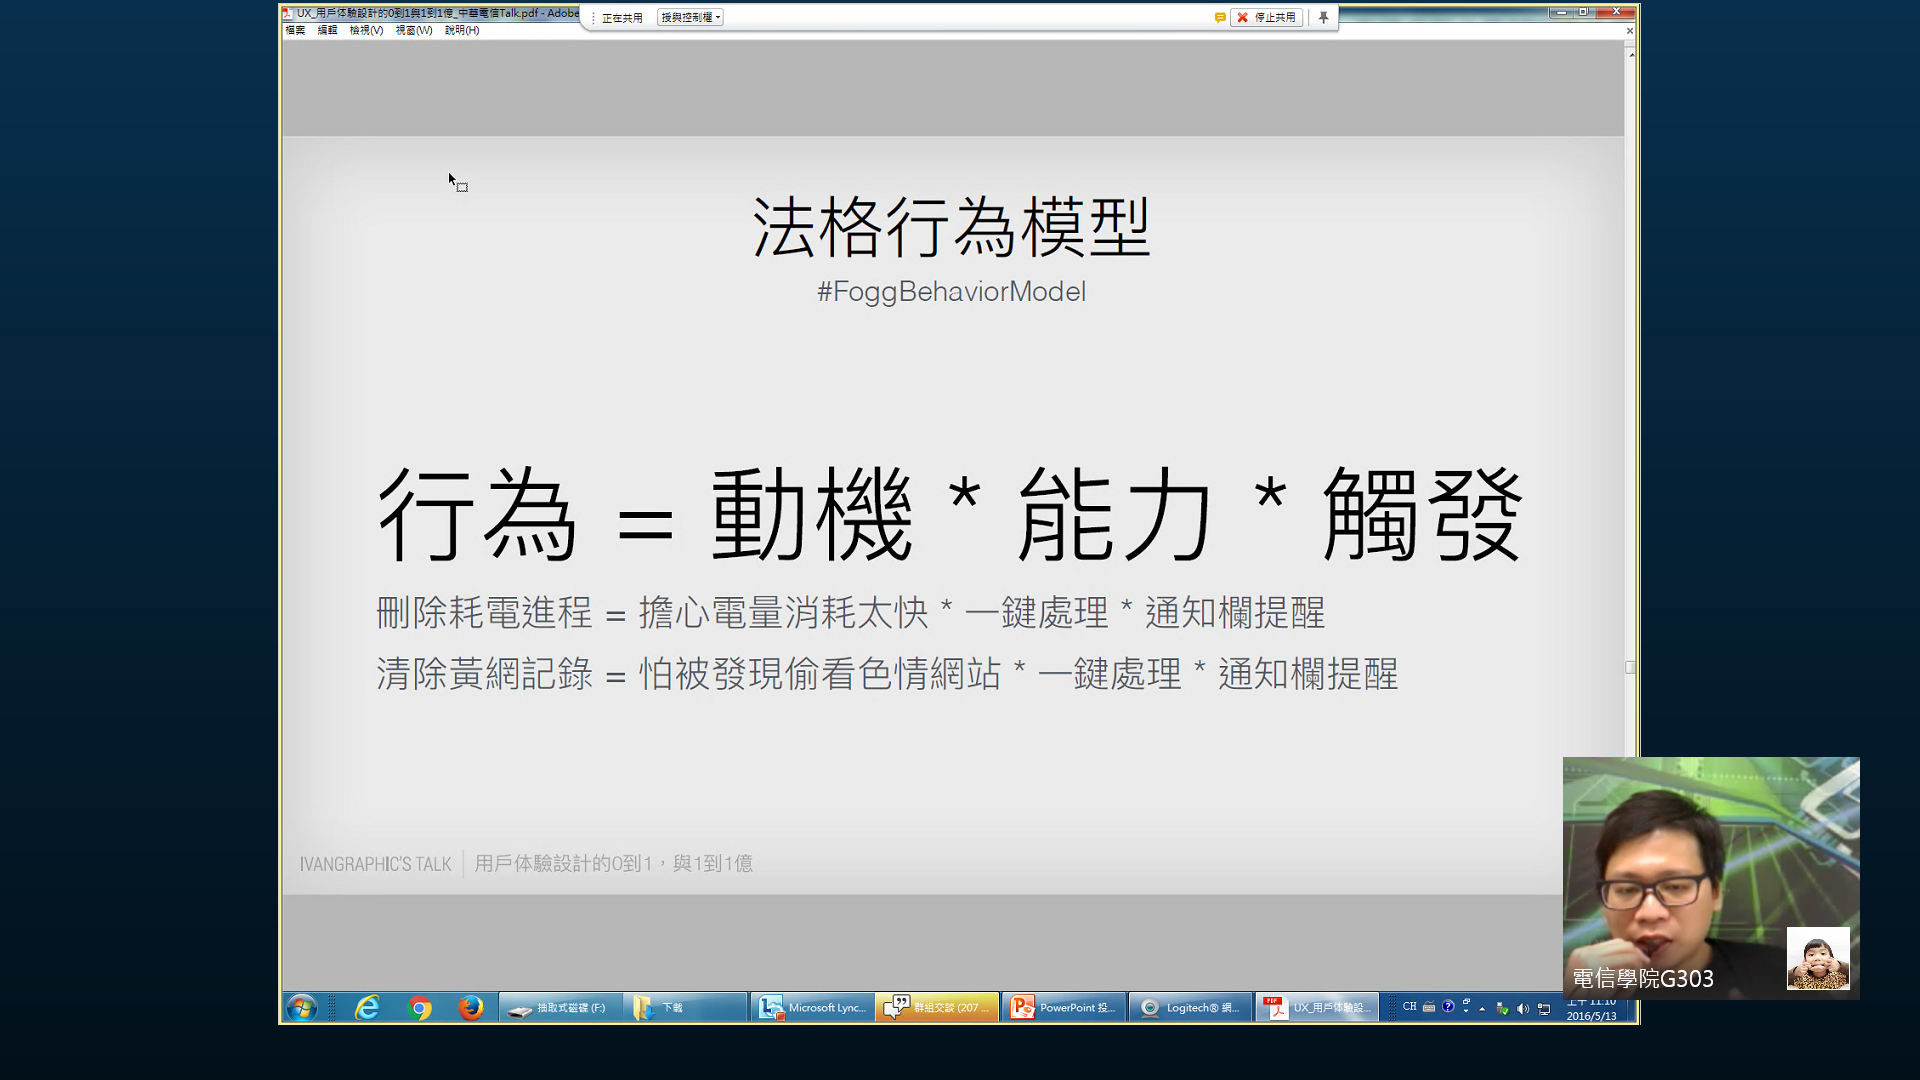 UX_用戶体驗設計的0到1與1到1億_中華電信Talk.pdf - Adobe
正在共用
授與控制權
停止共用
檔案 編輯 檢視(V) 視窗(W) 說明(H)
法格行為模型
#FoggBehaviorModel
行為 = 動機 * 能力 * 觸發
刪除耗電進程 = 擔心電量消耗太快 * 一鍵處理 * 通知欄提醒
清除黃網記錄 = 怕被發現偷看色情網站 * 一鍵處理 * 通知欄提醒
IVANGRAPHIC'S TALK
用戶体驗設計的0到1，與1到1億
電信學院G303
抽取式磁碟 (F:)
下載
Microsoft Lync...
群組交談 (207 ...
PowerPoint 投...
Logitech® 網...
UX_用戶体驗設...
CH
上午 11:10
2016/5/13